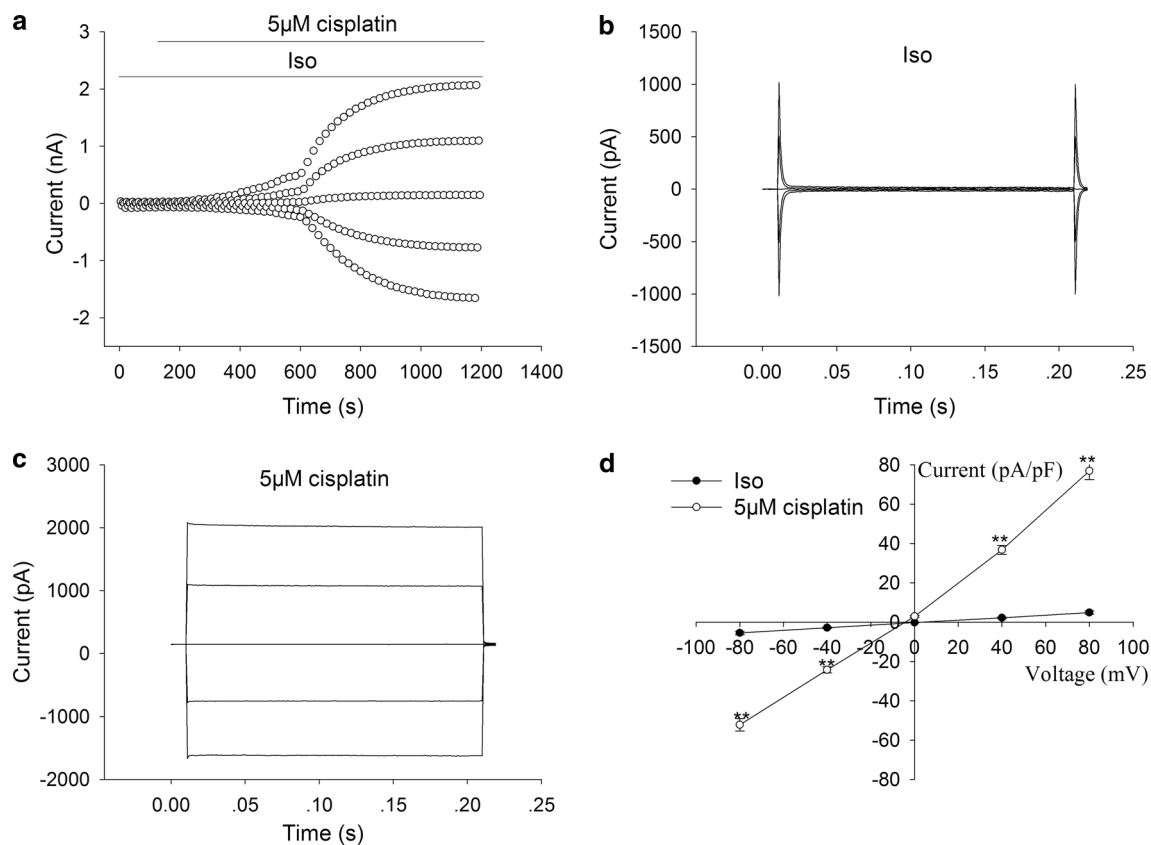 a
5µM cisplatin
Iso
3
2
1
0
-1
-2
Current (nA)
0 200 400 600 800 1000 1200 1400
Time (s)
b
Iso
1500
1000
500
0
-500
-1000
-1500
Current (pA)
0.00 .05 .10 .15 .20 .25
Time (s)
c
5µM cisplatin
3000
2000
1000
0
-1000
-2000
Current (pA)
0.00 .05 .10 .15 .20 .25
Time (s)
d
Iso
5µM cisplatin
Current (pA/pF)
80
60
40
20
0
-20
-40
-60
-80
-100 -80 -60 -40 -20 0 20 40 60 80 100
Voltage (mV)
**
**
**
**